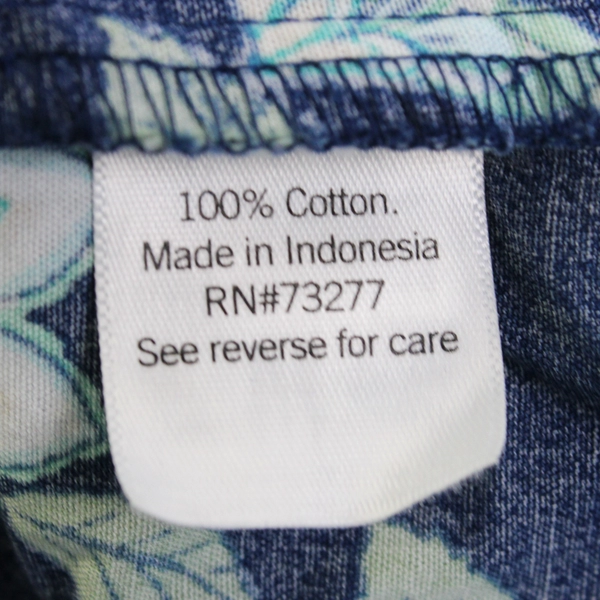 100% Cotton.
Made in Indonesia
RN#73277
See reverse for care